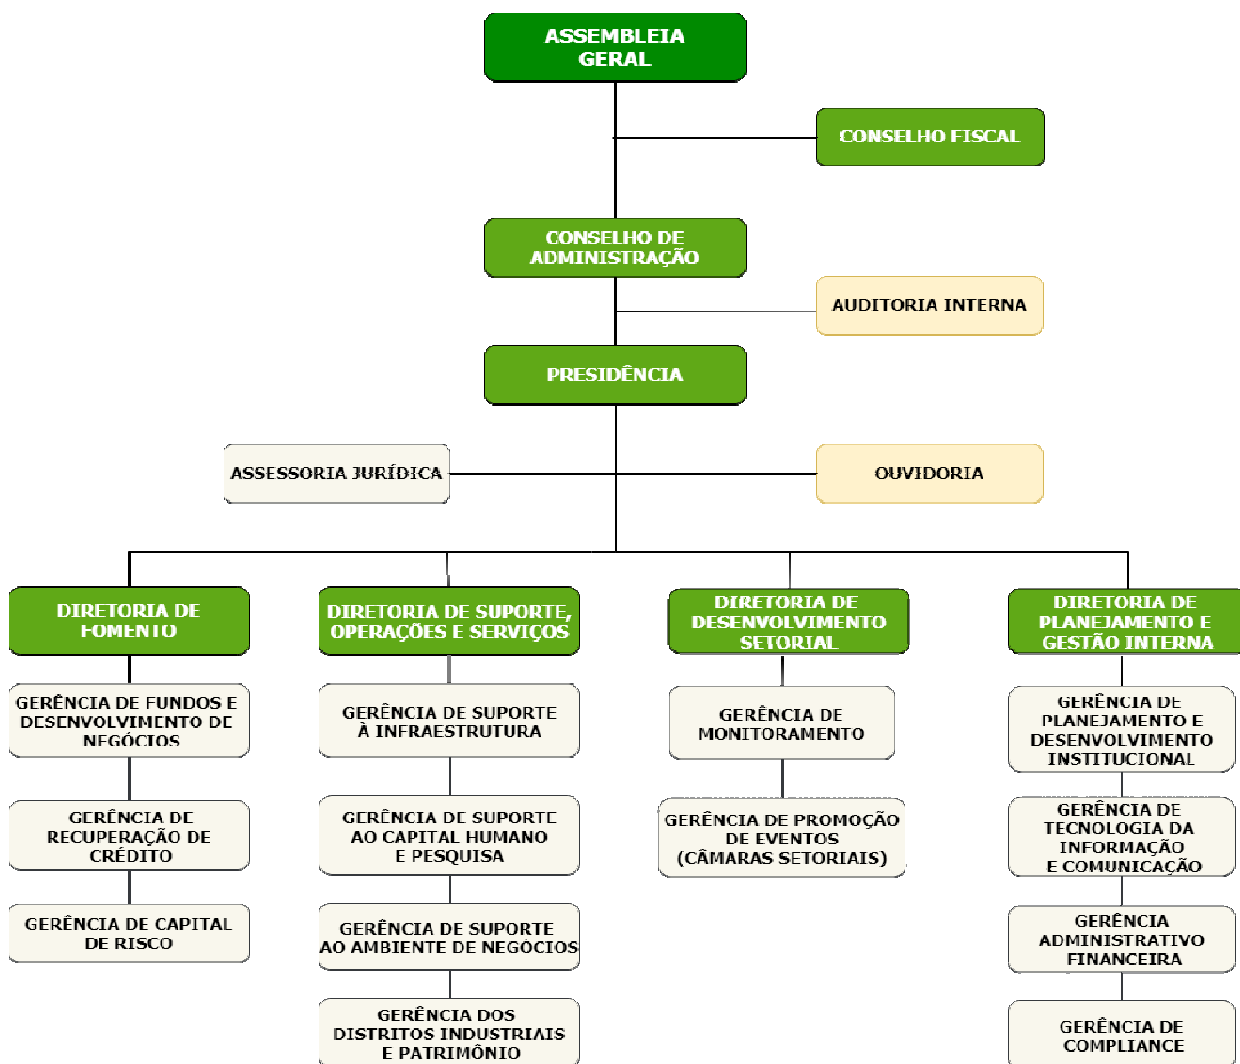 ASSEMBLEIA
GERAL
CONSELHO FISCAL
CONSELHO DE
ADMINISTRAÇÃO
AUDITORIA INTERNA
PRESIDÊNCIA
ASSESSORIA JURÍDICA
OUVIDORIA
DIRETORIA DE
FOMENTO
GERÊNCIA DE FUNDOS E
DESENVOLVIMENTO DE
NEGÓCIOS
GERÊNCIA DE
RECUPERAÇÃO DE
CRÉDITO
GERÊNCIA DE CAPITAL
DE RISCO
DIRETORIA DE SUPORTE,
OPERAÇÕES E SERVIÇOS
GERÊNCIA DE SUPORTE
À INFRAESTRUTURA
GERÊNCIA DE SUPORTE
AO CAPITAL HUMANO
E PESQUISA
GERÊNCIA DE SUPORTE
AO AMBIENTE DE NEGÓCIOS
GERÊNCIA DOS
DISTRITOS INDUSTRIAIS
E PATRIMÔNIO
DIRETORIA DE
DESENVOLVIMENTO
SETORIAL
GERÊNCIA DE
MONITORAMENTO
GERÊNCIA DE PROMOÇÃO
DE EVENTOS
(CÂMARAS SETORIAIS)
DIRETORIA DE
PLANEJAMENTO E
GESTÃO INTERNA
GERÊNCIA DE
PLANEJAMENTO E
DESENVOLVIMENTO
INSTITUCIONAL
GERÊNCIA DE
TECNOLOGIA DA
INFORMAÇÃO
E COMUNICAÇÃO
GERÊNCIA
ADMINISTRATIVO
FINANCEIRA
GERÊNCIA DE
COMPLIANCE